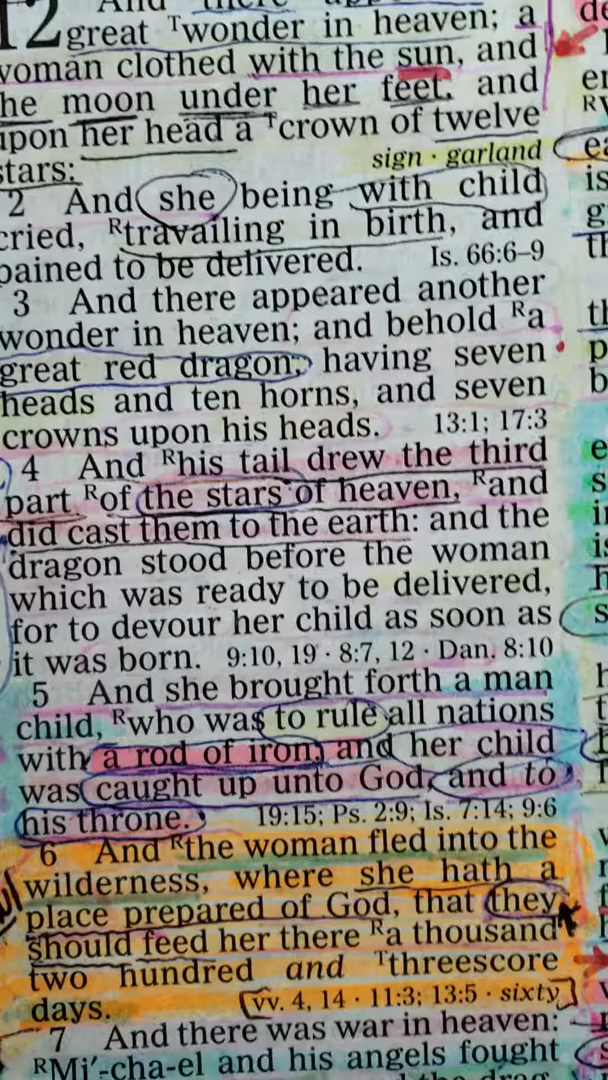 12 And there appeared a
great ᵀwonder in heaven; a
woman clothed with the sun, and
the moon under her feet, and
upon her head a ᵀcrown of twelve
stars:
sign · garland
2 And she being with child
cried, ᴿtravailing in birth, and
pained to be delivered. Is. 66:6–9
3 And there appeared another
wonder in heaven; and behold ᴿa
great red dragon, having seven
heads and ten horns, and seven
crowns upon his heads. 13:1; 17:3
4 And ᴿhis tail drew the third
part ᴿof the stars of heaven, ᴿand
did cast them to the earth: and the
dragon stood before the woman
which was ready to be delivered,
for to devour her child as soon as
it was born. 9:10, 19 · 8:7, 12 · Dan. 8:10
5 And she brought forth a man
child, ᴿwho was to rule all nations
with a rod of iron: and her child
was caught up unto God, and to
his throne. 19:15; Ps. 2:9; Is. 7:14; 9:6
6 And ᴿthe woman fled into the
wilderness, where she hath a
place prepared of God, that they
should feed her there ᴿa thousand
two hundred and ᵀthreescore
days. vv. 4, 14 · 11:3; 13:5 · sixty
7 And there was war in heaven:
ᴿMi′-cha-el and his angels fought